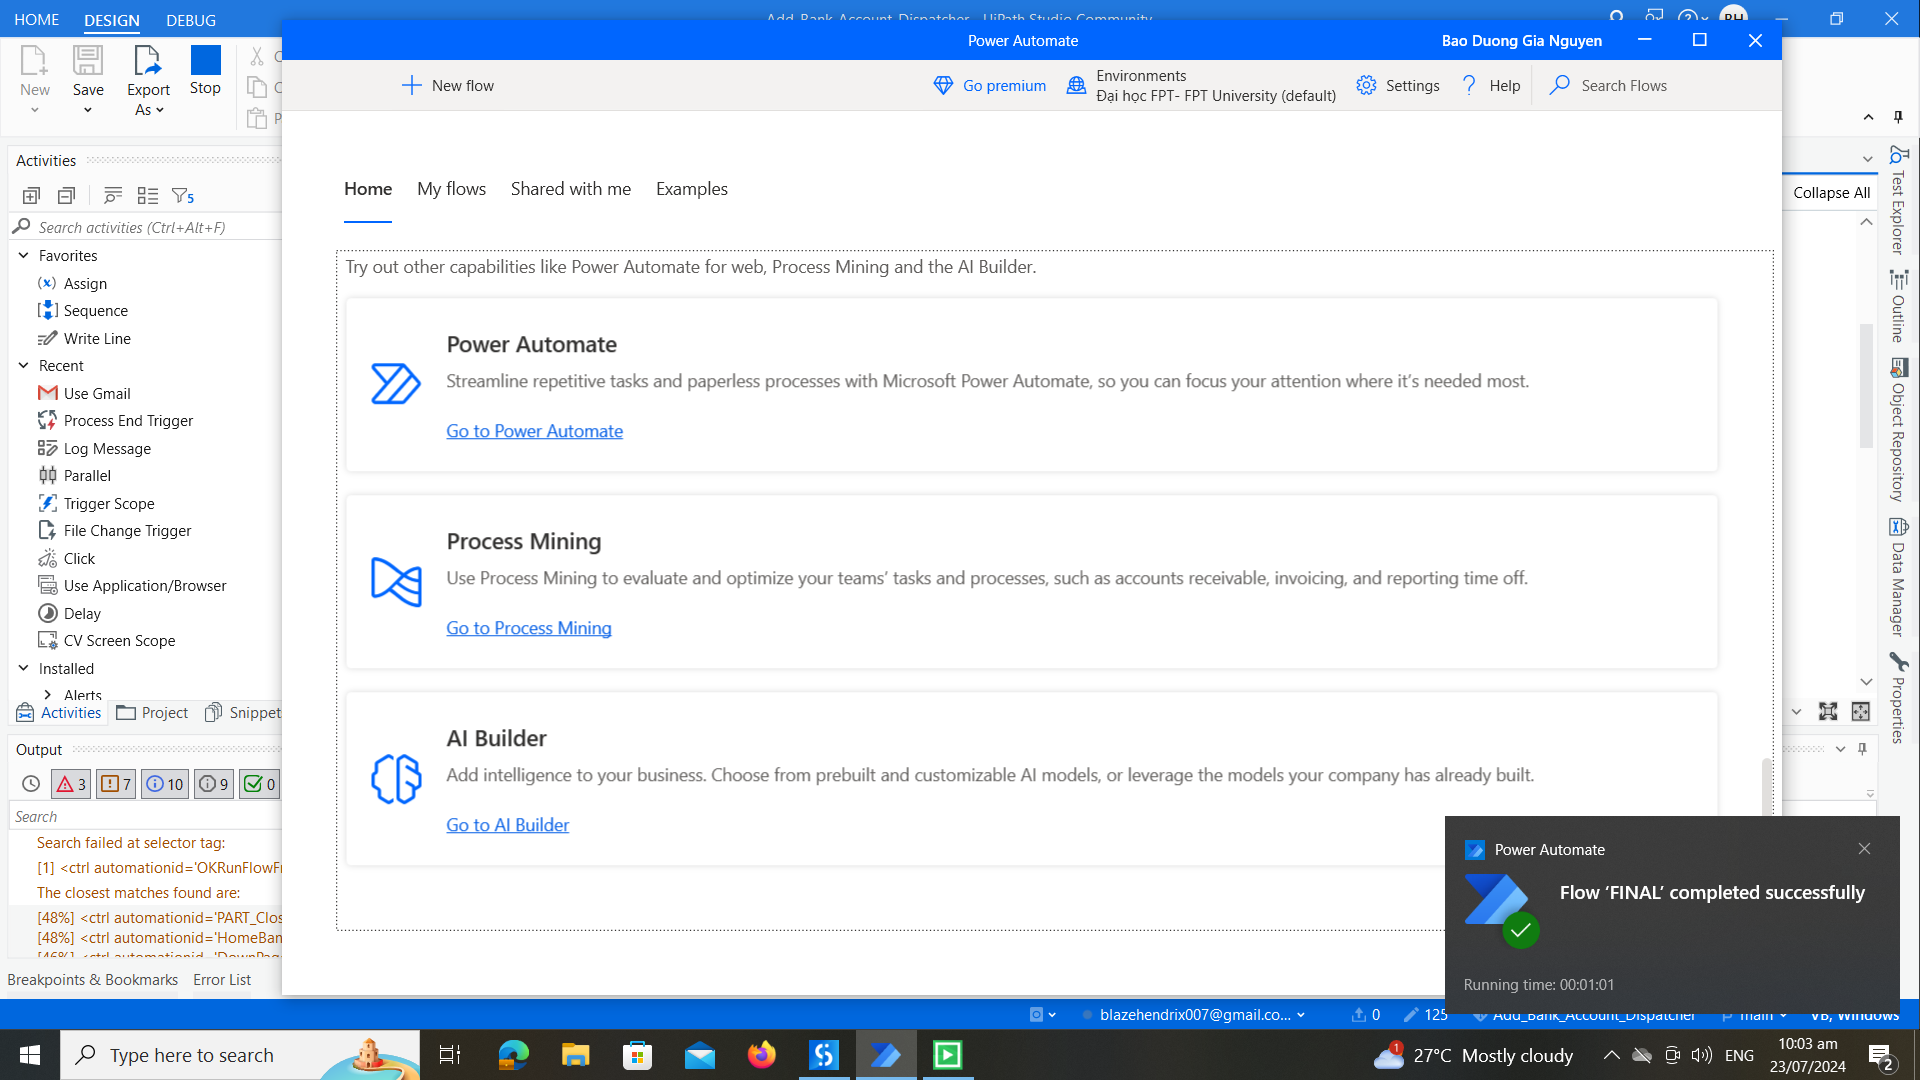 HOME DESIGN DEBUG
Power Automate
Bao Duong Gia Nguyen
New
Save
Export As
Stop
New flow
Go premium
Environments
Đại học FPT- FPT University (default)
Settings
Help
Search Flows
Activities
5
Search activities (Ctrl+Alt+F)
Favorites
Assign
Sequence
Write Line
Recent
Use Gmail
Process End Trigger
Log Message
Parallel
Trigger Scope
File Change Trigger
Click
Use Application/Browser
Delay
CV Screen Scope
Installed
Alerts
Activities Project Snippet
Output
3 7 10 9 0
Search
Search failed at selector tag:
[1] <ctrl automationid='OKRunFlowFr
The closest matches found are:
[48%] <ctrl automationid='PART_Clos
[48%] <ctrl automationid='HomeBan
[46%] <ctrl automationid='DownPag
Breakpoints & Bookmarks Error List
Home My flows Shared with me Examples
Try out other capabilities like Power Automate for web, Process Mining and the AI Builder.
Power Automate
Streamline repetitive tasks and paperless processes with Microsoft Power Automate, so you can focus your attention where it's needed most.
Go to Power Automate
Process Mining
Use Process Mining to evaluate and optimize your teams' tasks and processes, such as accounts receivable, invoicing, and reporting time off.
Go to Process Mining
AI Builder
Add intelligence to your business. Choose from prebuilt and customizable AI models, or leverage the models your company has already built.
Go to AI Builder
Collapse All
Test Explorer
Outline
Object Repository
Data Manager
Properties
Power Automate
Flow ‘FINAL’ completed successfully
Running time: 00:01:01
blazehendrix007@gmail.co... 0 125 Add_Bank_Account_Dispatcher main VB, Windows
Type here to search
1
27°C Mostly cloudy
ENG
10:03 am
23/07/2024
2